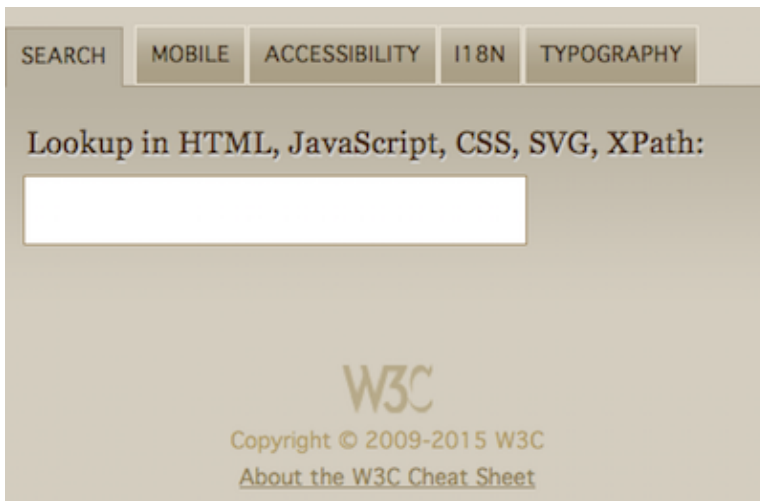 SEARCH MOBILE ACCESSIBILITY I18N TYPOGRAPHY
Lookup in HTML, JavaScript, CSS, SVG, XPath:
W3C
Copyright © 2009-2015 W3C
About the W3C Cheat Sheet